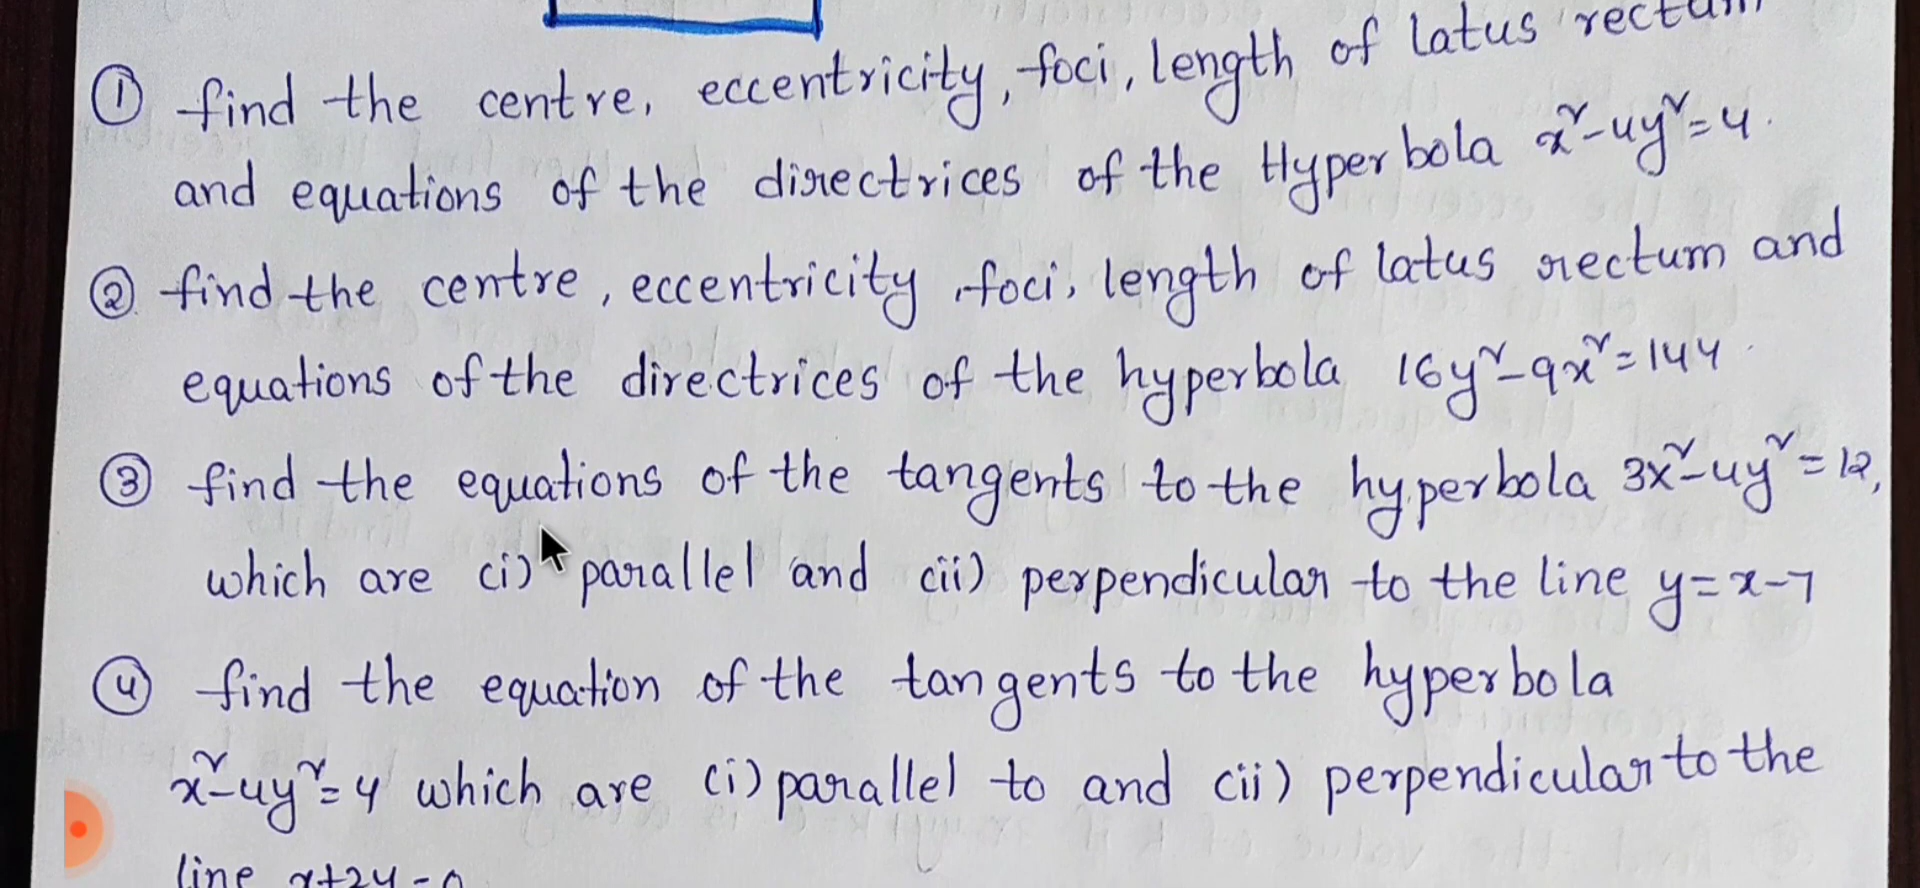 ① find the centre, eccentricity, foci, length of latus rectum
and equations of the directrices of the Hyperbola x²-4y²=4.
② find the centre, eccentricity, foci, length of latus rectum and
equations of the directrices of the hyperbola 16y²-9x²=144.
③ find the equations of the tangents to the hyperbola 3x²-4y²=12,
which are (i) parallel and (ii) perpendicular to the line y=x-7
④ find the equation of the tangents to the hyperbola
x²-4y²=4 which are (i) parallel to and (ii) perpendicular to the
line x+2y=0